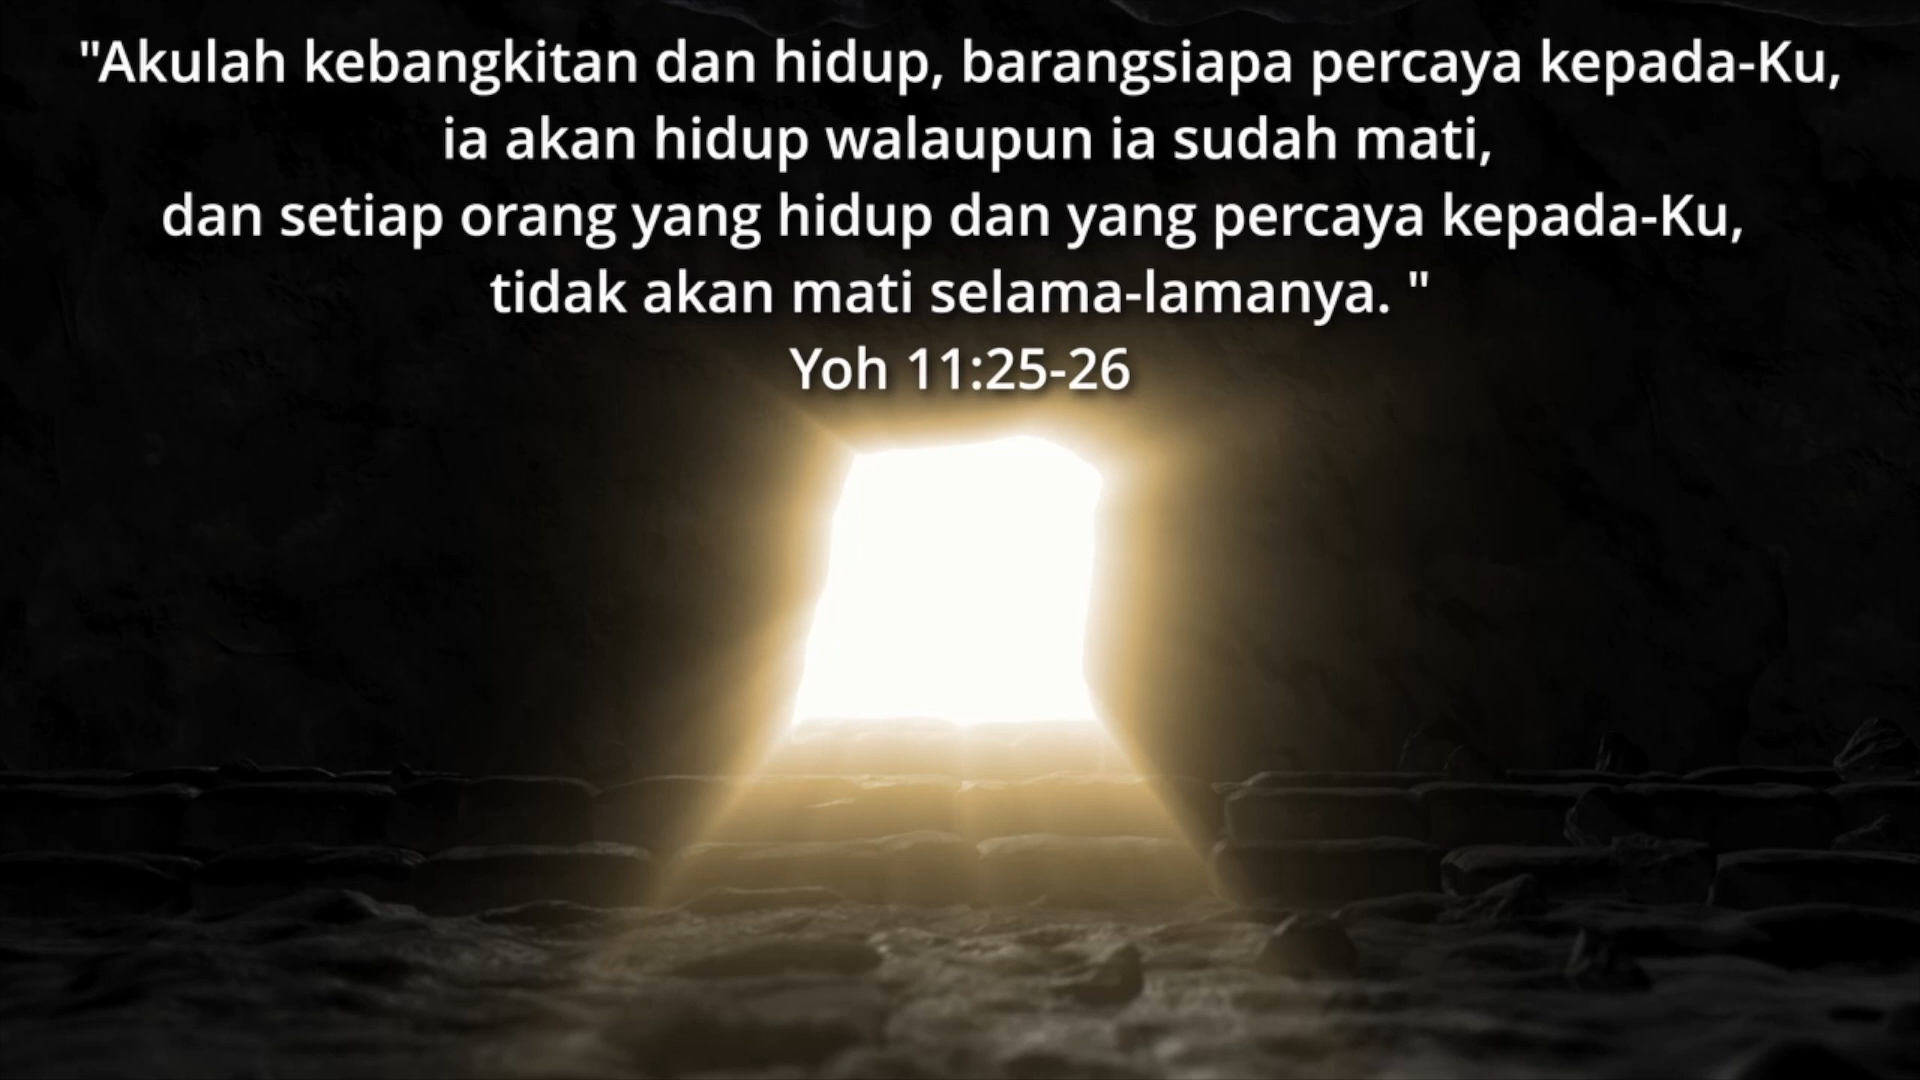 "Akulah kebangkitan dan hidup, barangsiapa percaya kepada-Ku,
ia akan hidup walaupun ia sudah mati,
dan setiap orang yang hidup dan yang percaya kepada-Ku,
tidak akan mati selama-lamanya. "
Yoh 11:25-26